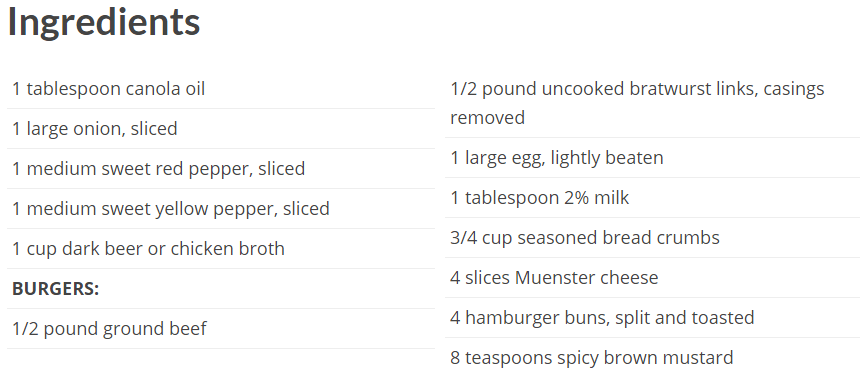 Ingredients
1 tablespoon canola oil
1 large onion, sliced
1 medium sweet red pepper, sliced
1 medium sweet yellow pepper, sliced
1 cup dark beer or chicken broth
BURGERS:
1/2 pound ground beef
1/2 pound uncooked bratwurst links, casings
removed
1 large egg, lightly beaten
1 tablespoon 2% milk
3/4 cup seasoned bread crumbs
4 slices Muenster cheese
4 hamburger buns, split and toasted
8 teaspoons spicy brown mustard